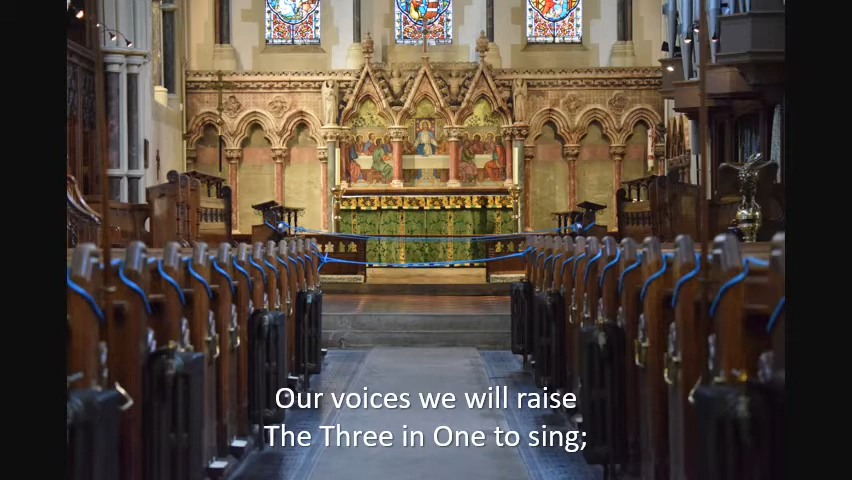 Our voices we will raise
The Three in One to sing;